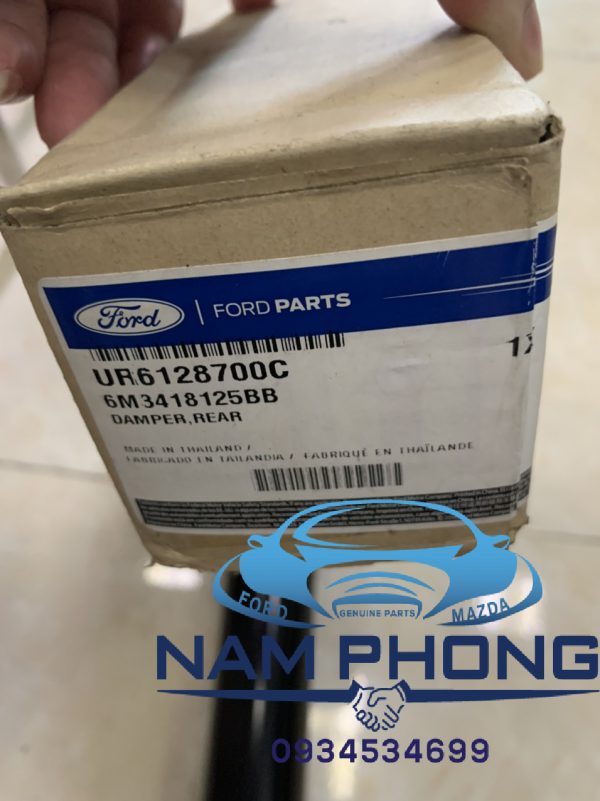 Ford | FORD PARTS
UR6128700C
1X
6M3418125BB
DAMPER,REAR
MADE IN THAILAND /
FABRICADO EN TAILANDIA / FABRIQUÉ EN THAÏLANDE
FORD GENUINE PARTS MAZDA
NAM PHONG
0934534699